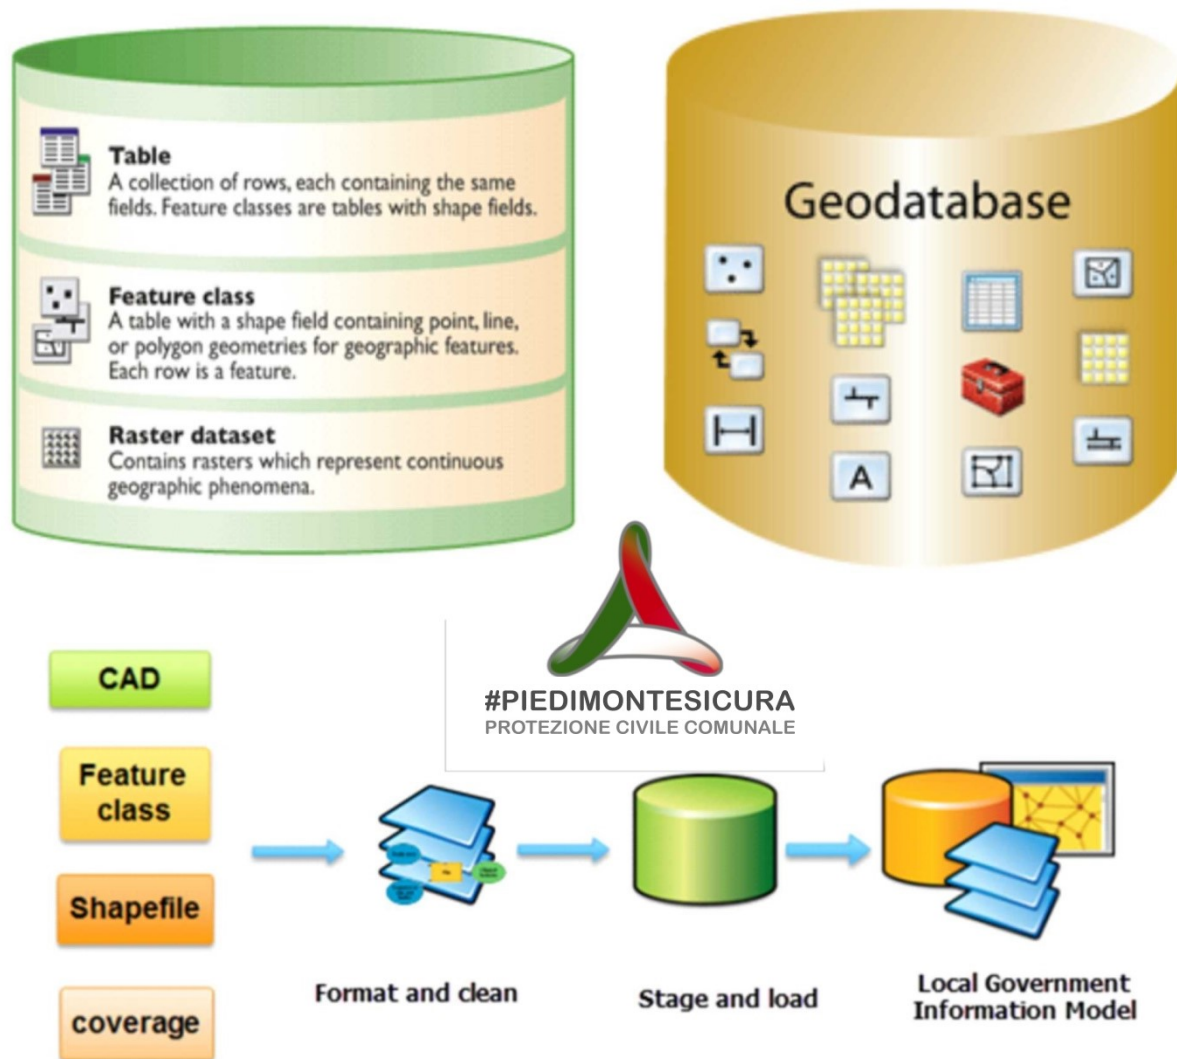 Table
A collection of rows, each containing the same
fields. Feature classes are tables with shape fields.
Feature class
A table with a shape field containing point, line,
or polygon geometries for geographic features.
Each row is a feature.
Raster dataset
Contains rasters which represent continuous
geographic phenomena.
Geodatabase
A
#PIEDIMONTESICURA
PROTEZIONE CIVILE COMUNALE
CAD
Feature
class
Shapefile
coverage
Format and clean
Stage and load
Local Government
Information Model